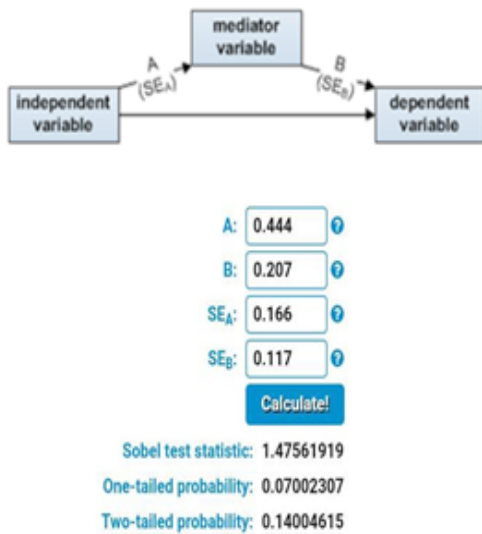 mediator
variable
A
(SEA)
B
(SEB)
independent
variable
dependent
variable
A: 0.444 ?
B: 0.207 ?
SEA: 0.166 ?
SEB: 0.117 ?
Calculate!
Sobel test statistic: 1.47561919
One-tailed probability: 0.07002307
Two-tailed probability: 0.14004615